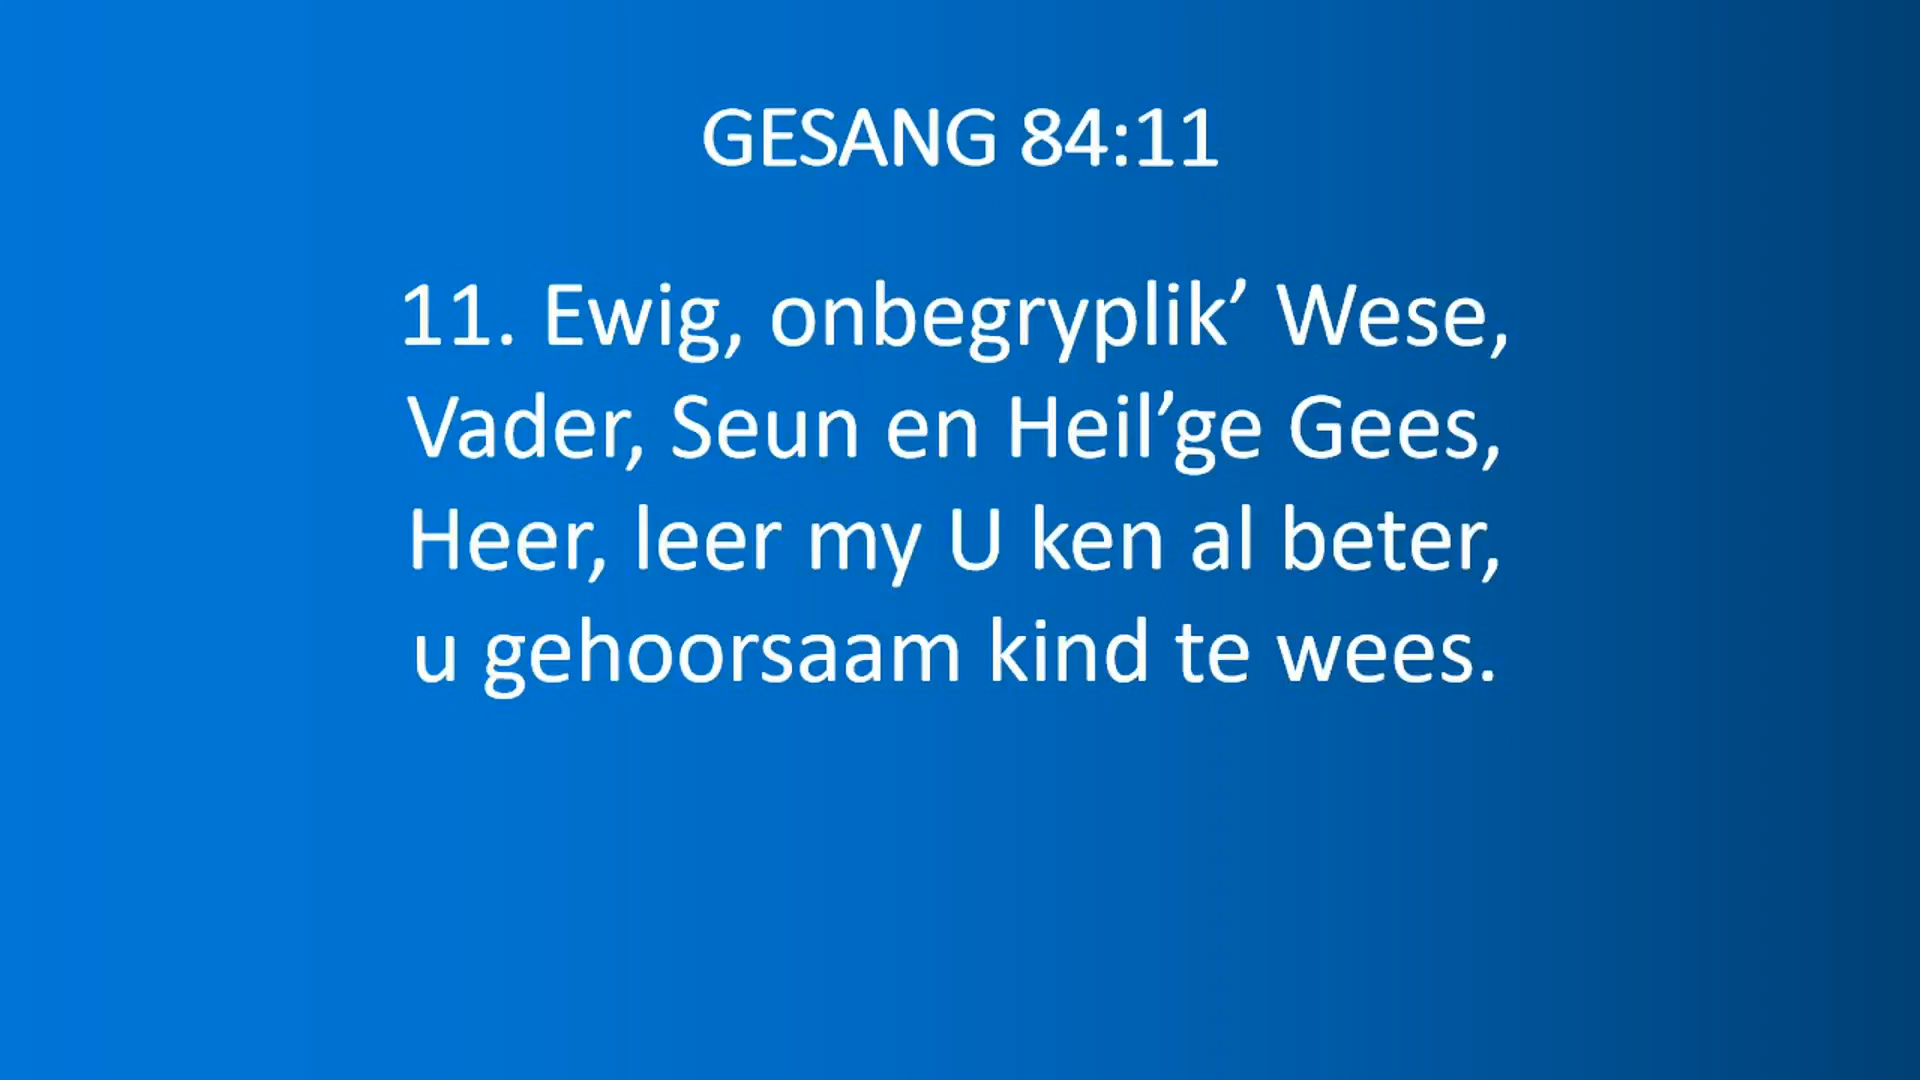 GESANG 84:11
11. Ewig, onbegryplik’ Wese,
Vader, Seun en Heil’ge Gees,
Heer, leer my U ken al beter,
u gehoorsaam kind te wees.